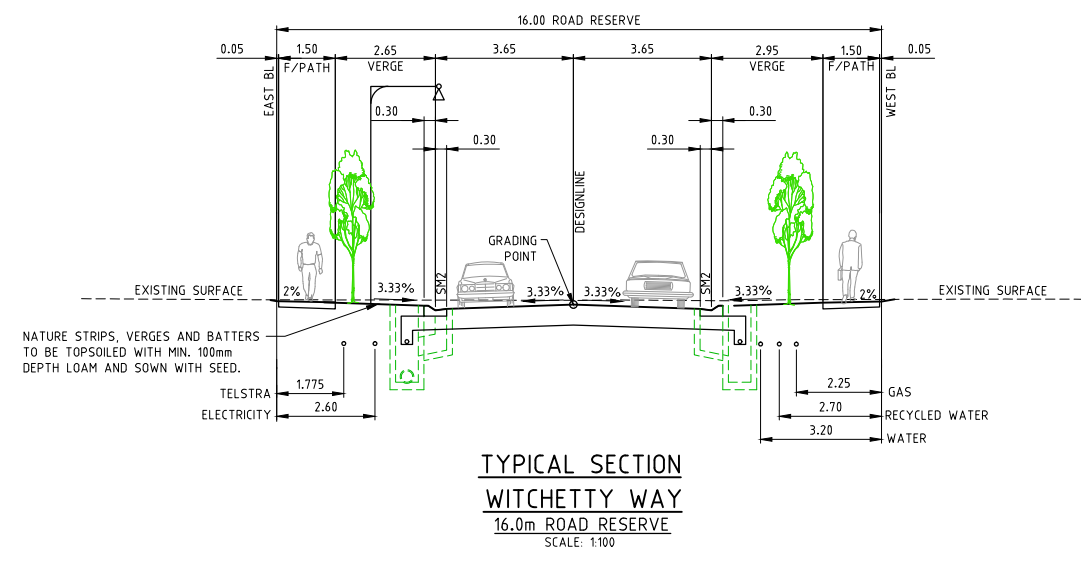 16.00 ROAD RESERVE
0.05 1.50 2.65 3.65 3.65 2.95 1.50 0.05
F/PATH VERGE VERGE F/PATH
EAST BL
WEST BL
0.30 0.30
0.30 0.30
DESIGNLINE
GRADING
POINT
SM2 SM2
EXISTING SURFACE 2% 3.33% 3.33% 3.33% 3.33% 2% EXISTING SURFACE
NATURE STRIPS, VERGES AND BATTERS
TO BE TOPSOILED WITH MIN. 100mm
DEPTH LOAM AND SOWN WITH SEED.
1.775 2.25
TELSTRA GAS
2.60 2.70
ELECTRICITY RECYCLED WATER
3.20
WATER
TYPICAL SECTION
WITCHETTY WAY
16.0m ROAD RESERVE
SCALE: 1:100